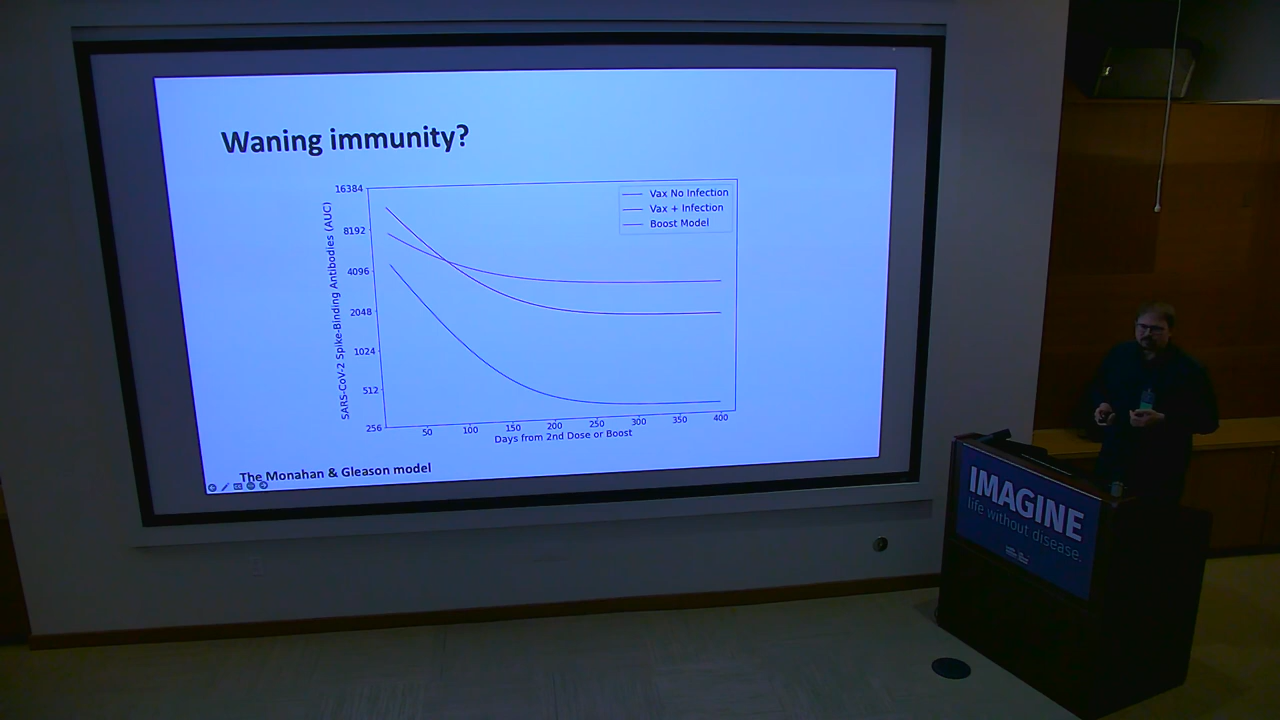 Waning immunity?
16384
8192
4096
2048
1024
512
256
SARS-CoV-2 Spike-Binding Antibodies (AUC)
Vax No Infection
Vax + Infection
Boost Model
50 100 150 200 250 300 350 400
Days from 2nd Dose or Boost
The Monahan & Gleason model
IMAGINE
life without disease.